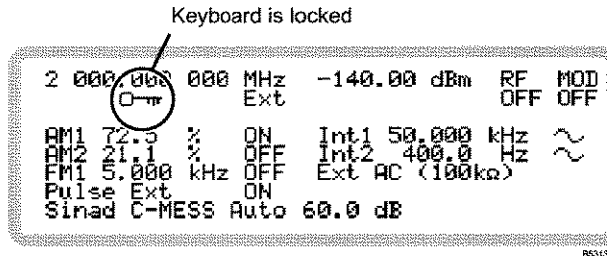 Keyboard is locked
2 000.000 000 MHz -140.00 dBm RF MOD
Ext OFF OFF
AM1 72.5 % ON Int1 50.000 kHz
AM2 21.1 % OFF Int2 400.0 Hz
FM1 5.000 kHz OFF Ext AC (100kΩ)
Pulse Ext ON
Sinad C-MESS Auto 60.0 dB